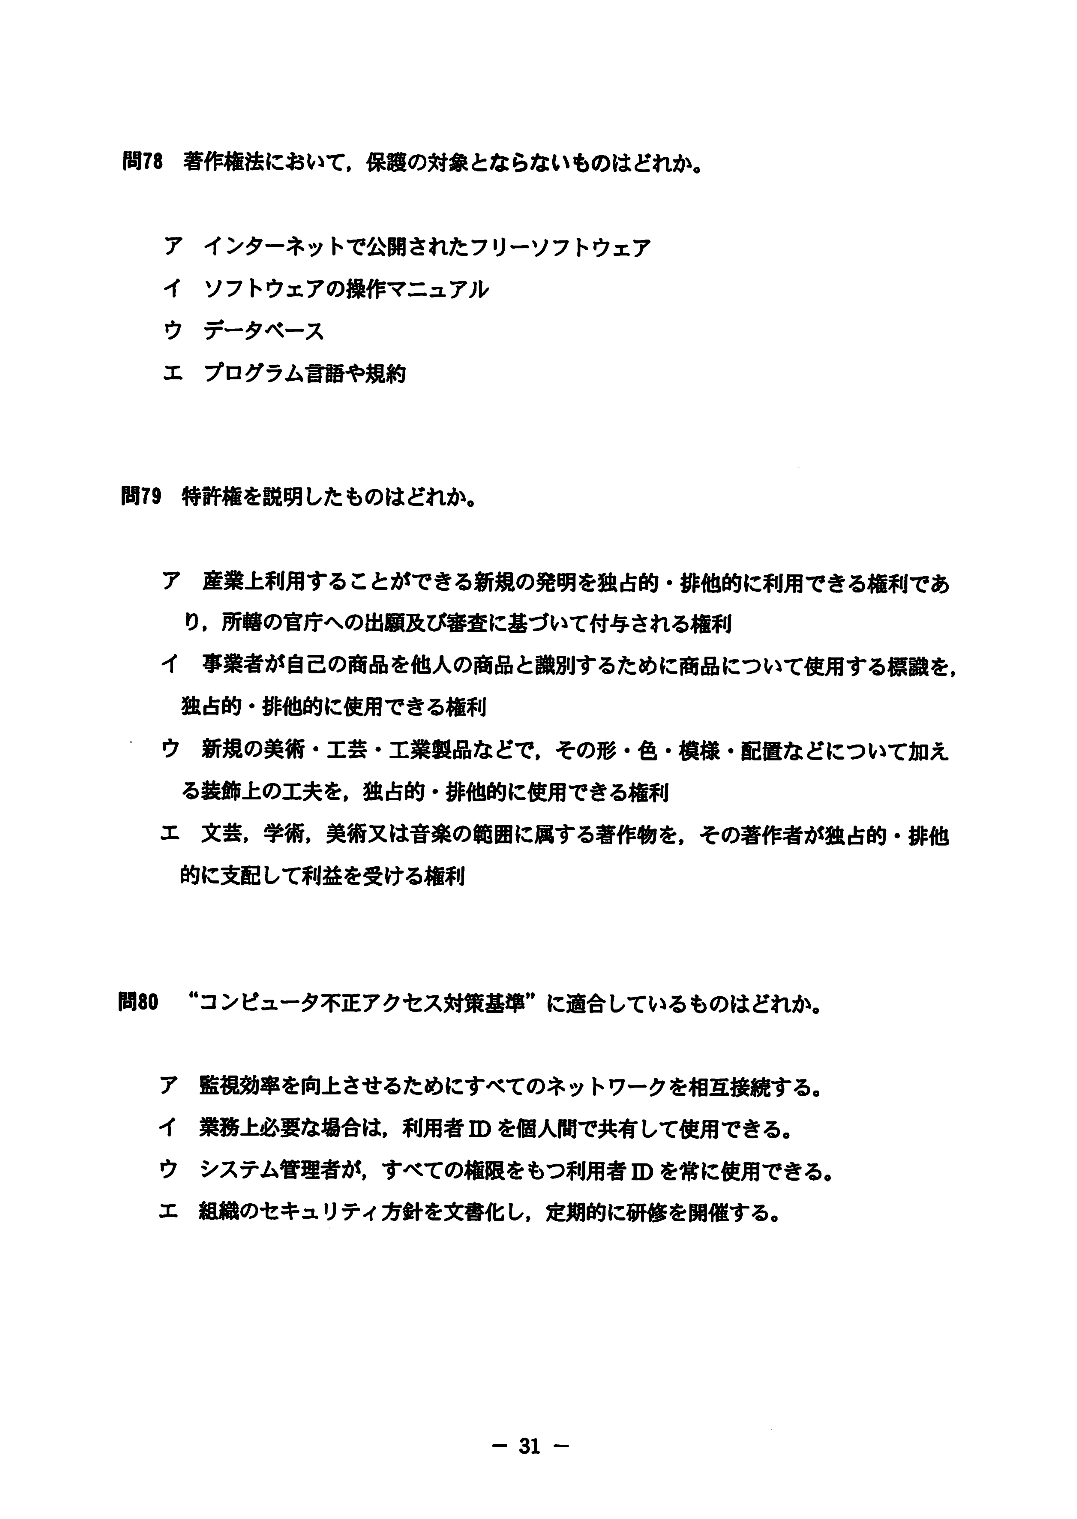 問78　著作権法において，保護の対象とならないものはどれか。
ア　インターネットで公開されたフリーソフトウェア
イ　ソフトウェアの操作マニュアル
ウ　データベース
エ　プログラム言語や規約
問79　特許権を説明したものはどれか。
ア　産業上利用することができる新規の発明を独占的・排他的に利用できる権利であ
り，所轄の官庁への出願及び審査に基づいて付与される権利
イ　事業者が自己の商品を他人の商品と識別するために商品について使用する標識を，
独占的・排他的に使用できる権利
ウ　新規の美術・工芸・工業製品などで，その形・色・模様・配置などについて加え
る装飾上の工夫を，独占的・排他的に使用できる権利
エ　文芸，学術，美術又は音楽の範囲に属する著作物を，その著作者が独占的・排他
的に支配して利益を受ける権利
問80　“コンピュータ不正アクセス対策基準”に適合しているものはどれか。
ア　監視効率を向上させるためにすべてのネットワークを相互接続する。
イ　業務上必要な場合は，利用者 ID を個人間で共有して使用できる。
ウ　システム管理者が，すべての権限をもつ利用者 ID を常に使用できる。
エ　組織のセキュリティ方針を文書化し，定期的に研修を開催する。
－ 31 －